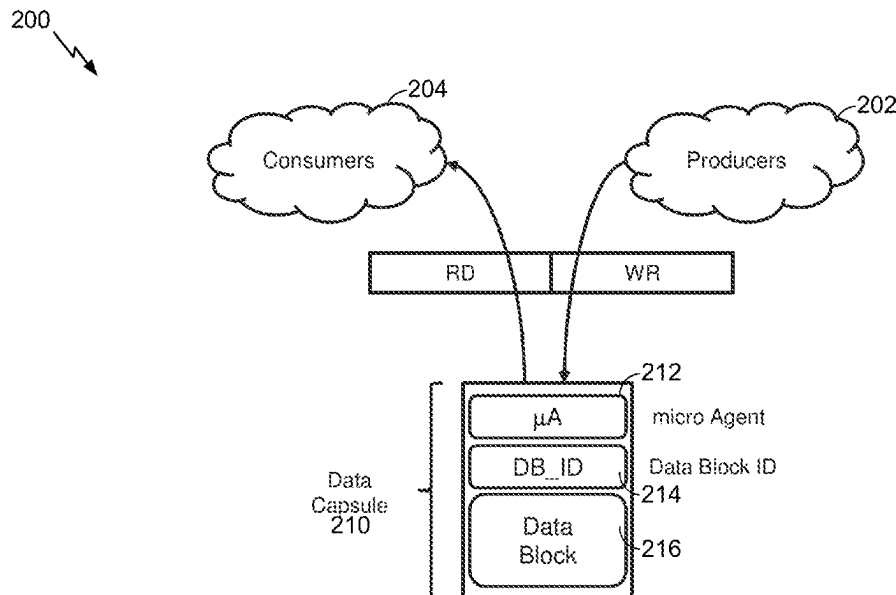 200
204
202
Consumers
Producers
RD
WR
212
µA
micro Agent
DB_ID
Data Block ID
214
Data
Capsule
210
Data
Block
216